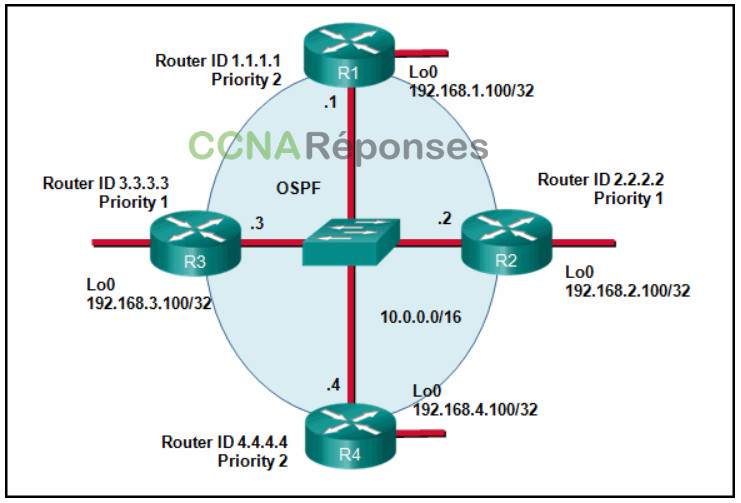 Router ID 1.1.1.1
Priority 2
R1
Lo0
192.168.1.100/32
.1
CCNARéponses
Router ID 3.3.3.3
Priority 1
OSPF
Router ID 2.2.2.2
Priority 1
.3
.2
R3
R2
Lo0
192.168.3.100/32
Lo0
192.168.2.100/32
10.0.0.0/16
.4
Lo0
192.168.4.100/32
Router ID 4.4.4.4
Priority 2
R4